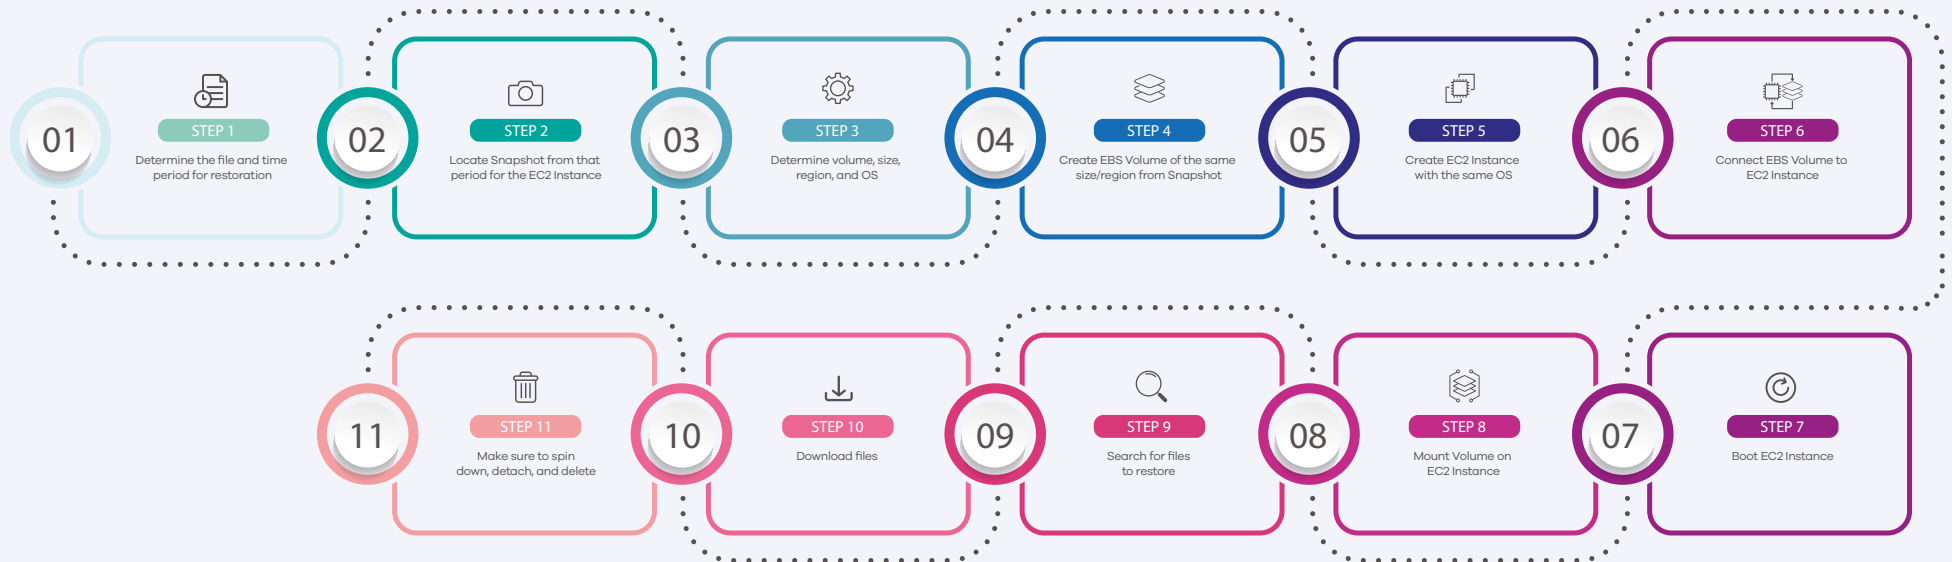 01
STEP 1
Determine the file and time
period for restoration
02
STEP 2
Locate Snapshot from that
period for the EC2 Instance
03
STEP 3
Determine volume, size,
region, and OS
04
STEP 4
Create EBS Volume of the same
size/region from Snapshot
05
STEP 5
Create EC2 Instance
with the same OS
06
STEP 6
Connect EBS Volume to
EC2 Instance
07
STEP 7
Boot EC2 Instance
08
STEP 8
Mount Volume on
EC2 Instance
09
STEP 9
Search for files
to restore
10
STEP 10
Download files
11
STEP 11
Make sure to spin
down, detach, and delete